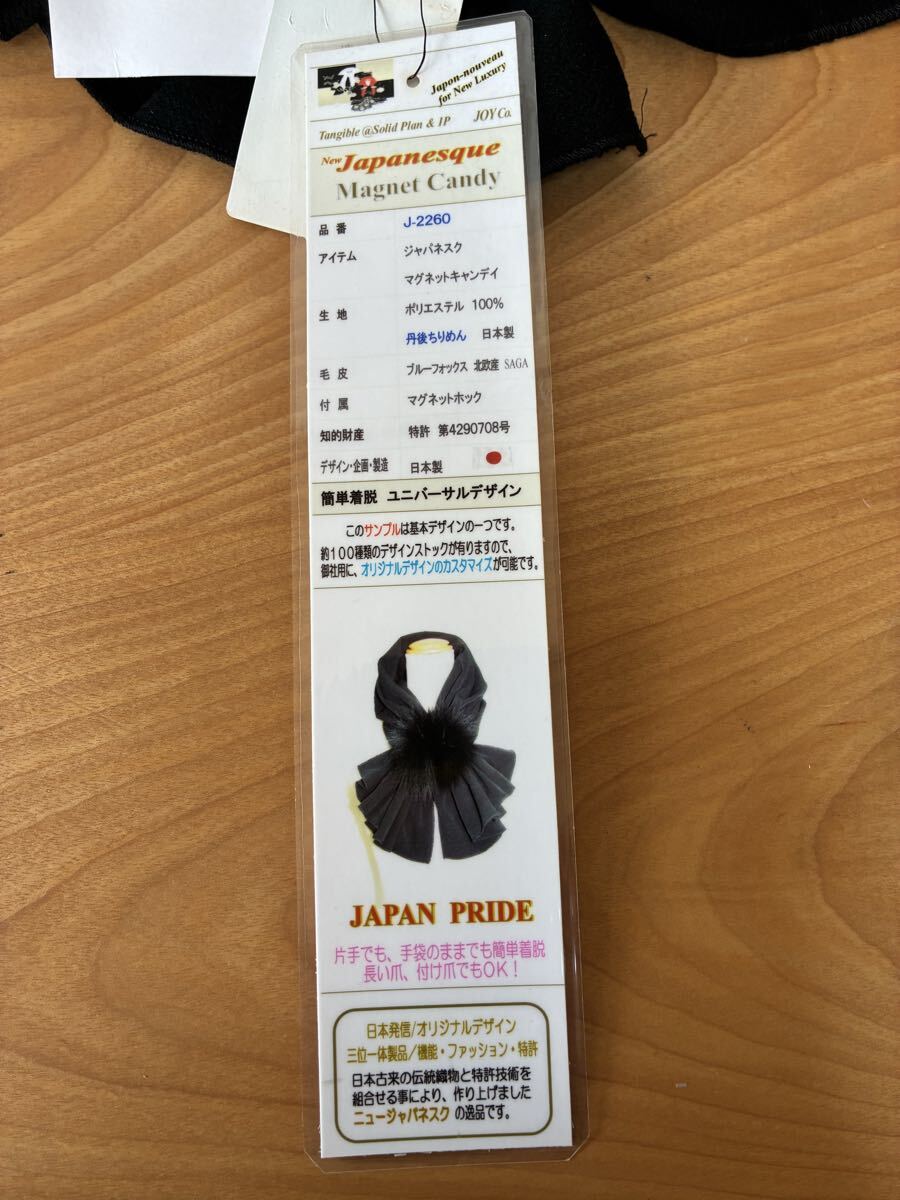 Japon-nouveau
for New Luxury
Tangible @Solid Plan & IP JOY Co.
New Japanesque
Magnet Candy
品番 J-2260
アイテム ジャパネスク
マグネットキャンデイ
生地 ポリエステル 100%
丹後ちりめん 日本製
毛皮 ブルーフォックス 北欧産 SAGA
付属 マグネットホック
知的財産 特許 第4290708号
デザイン・企画・製造 日本製
簡単着脱 ユニバーサルデザイン
このサンプルは基本デザインの一つです。
約100種類のデザインストックが有りますので、
御社用に、オリジナルデザインのカスタマイズが可能です。
JAPAN PRIDE
片手でも、手袋のままでも簡単着脱
長い爪、付け爪でもOK!
日本発信/オリジナルデザイン
三位一体製品/機能・ファッション・特許
日本古来の伝統織物と特許技術を
組合せる事により、作り上げました
ニュージャパネスク の逸品です。